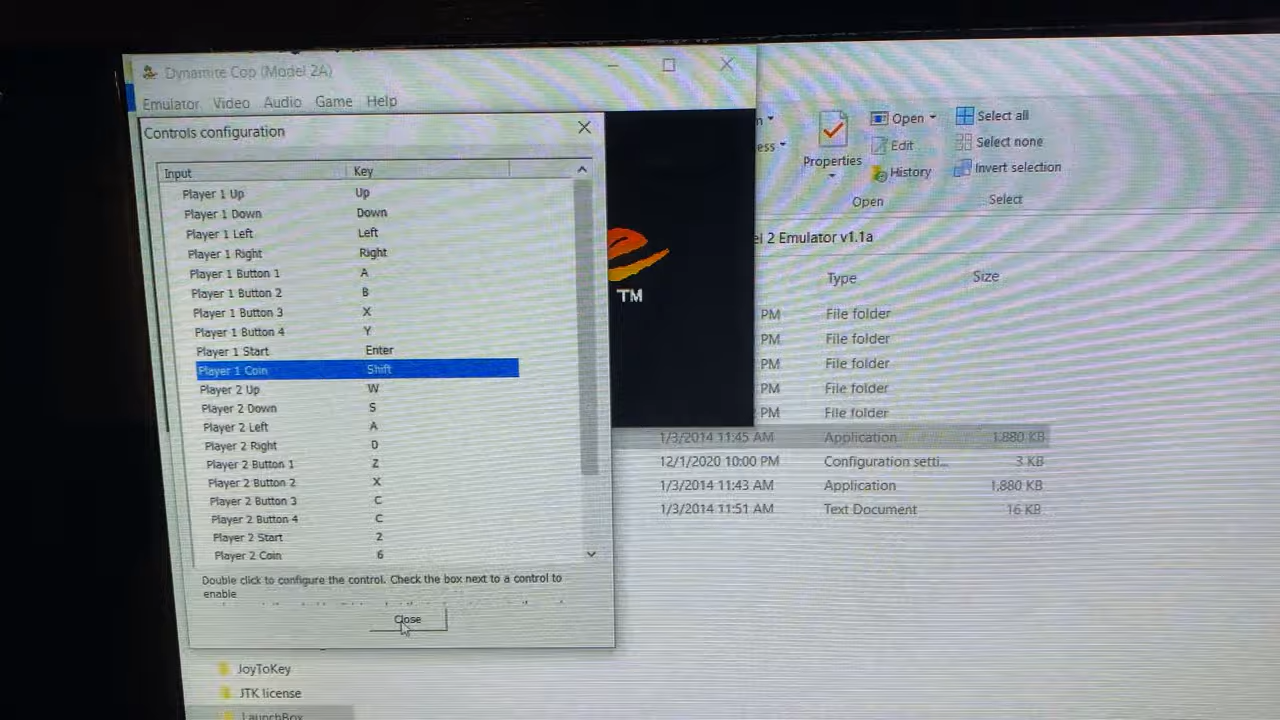 Dynamite Cop (Model 2A)
Emulator Video Audio Game Help
Controls configuration
Input Key
Player 1 Up Up
Player 1 Down Down
Player 1 Left Left
Player 1 Right Right
Player 1 Button 1 A
Player 1 Button 2 B
Player 1 Button 3 X
Player 1 Button 4 Y
Player 1 Start Enter
Player 1 Coin Shift
Player 2 Up W
Player 2 Down S
Player 2 Left A
Player 2 Right D
Player 2 Button 1 Z
Player 2 Button 2 X
Player 2 Button 3 C
Player 2 Button 4 C
Player 2 Start 2
Player 2 Coin 6
Double click to configure the control. Check the box next to a control to
enable
Close
TM
Properties
Open
Edit
History
Open
Select all
Select none
Invert selection
Select
2 Emulator v1.1a
Type Size
PM File folder
PM File folder
PM File folder
PM File folder
PM File folder
1/3/2014 11:45 AM Application 1,880 KB
12/1/2020 10:00 PM Configuration setti... 3 KB
1/3/2014 11:43 AM Application 1,880 KB
1/3/2014 11:51 AM Text Document 16 KB
JoyToKey
JTK license
LaunchBox